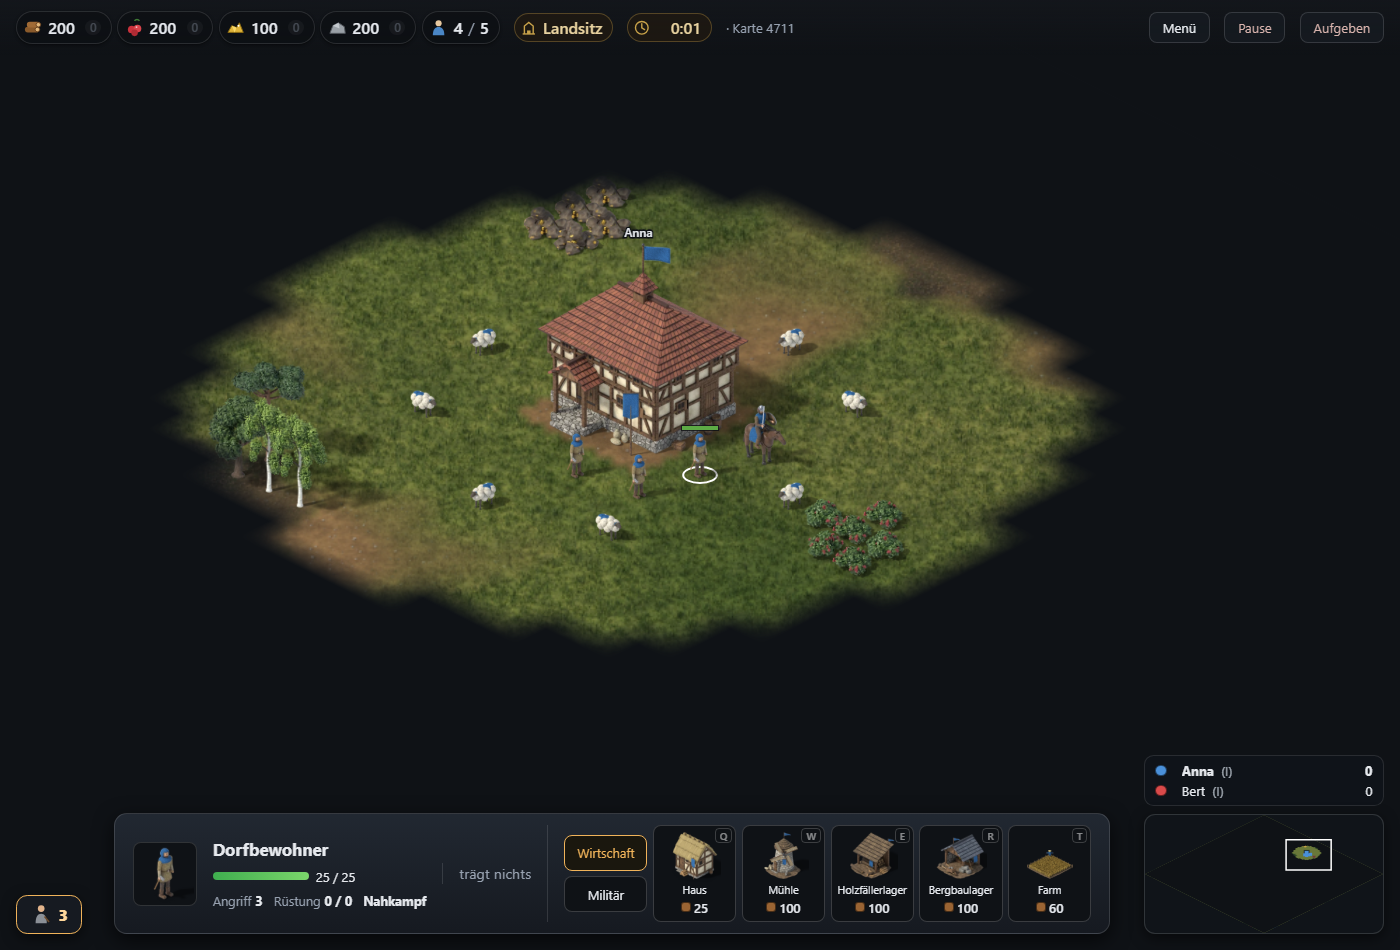 200 0 200 0 100 0 200 0 4 / 5 Landsitz 0:01 · Karte 4711 Menü Pause Aufgeben
Anna
Anna (I) 0
Bert (I) 0
Dorfbewohner
25 / 25
Angriff 3 Rüstung 0 / 0 Nahkampf
trägt nichts
Wirtschaft
Militär
Q
Haus
25
W
Mühle
100
E
Holzfällerlager
100
R
Bergbaulager
100
T
Farm
60
3